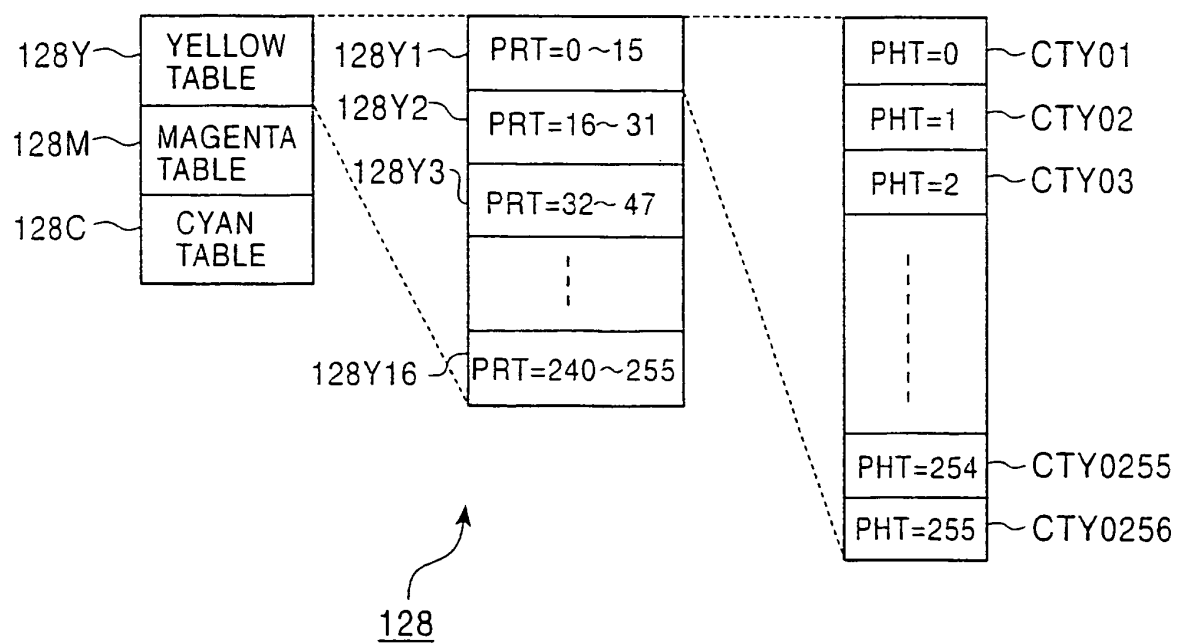 128Y
YELLOW
TABLE
128M
MAGENTA
TABLE
128C
CYAN
TABLE
128Y1
PRT=0~15
128Y2
PRT=16~31
128Y3
PRT=32~47
128Y16
PRT=240~255
PHT=0
CTY01
PHT=1
CTY02
PHT=2
CTY03
PHT=254
CTY0255
PHT=255
CTY0256
128